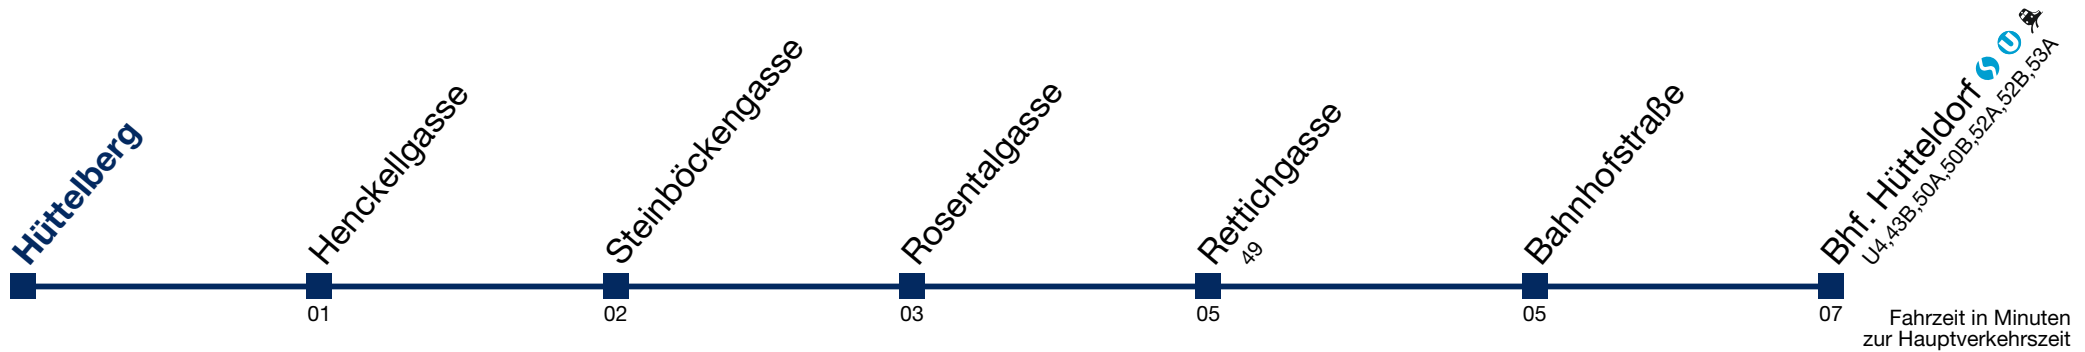 Hüttelberg
Henckellgasse
Steinböckengasse
Rosentalgasse
Rettichgasse
49
Bahnhofstraße
Bhf. Hütteldorf S U
U4,43B,50A,50B,52A,52B,53A
01
02
03
05
05
07
Fahrzeit in Minuten
zur Hauptverkehrszeit